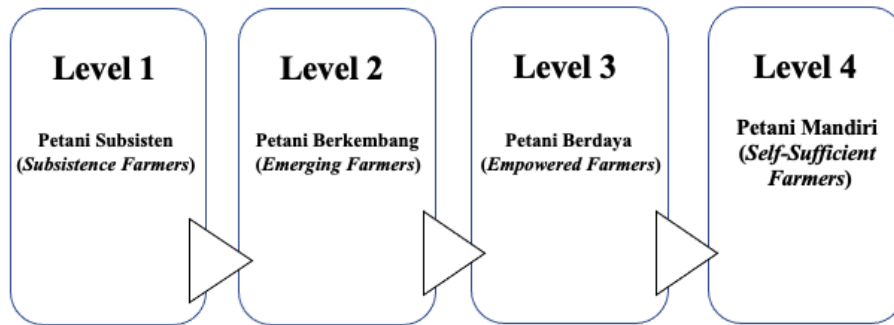 Level 1
Petani Subsisten
(Subsistence Farmers)
Level 2
Petani Berkembang
(Emerging Farmers)
Level 3
Petani Berdaya
(Empowered Farmers)
Level 4
Petani Mandiri
(Self-Sufficient
Farmers)